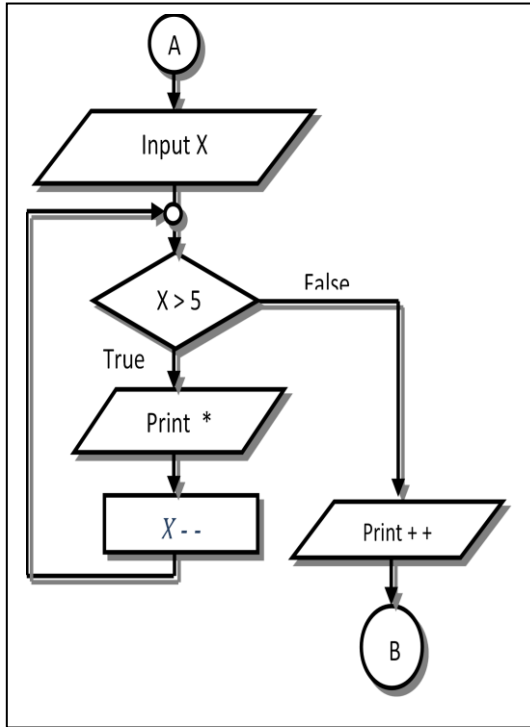 A
Input X
X > 5
False
True
Print *
X - -
Print + +
B